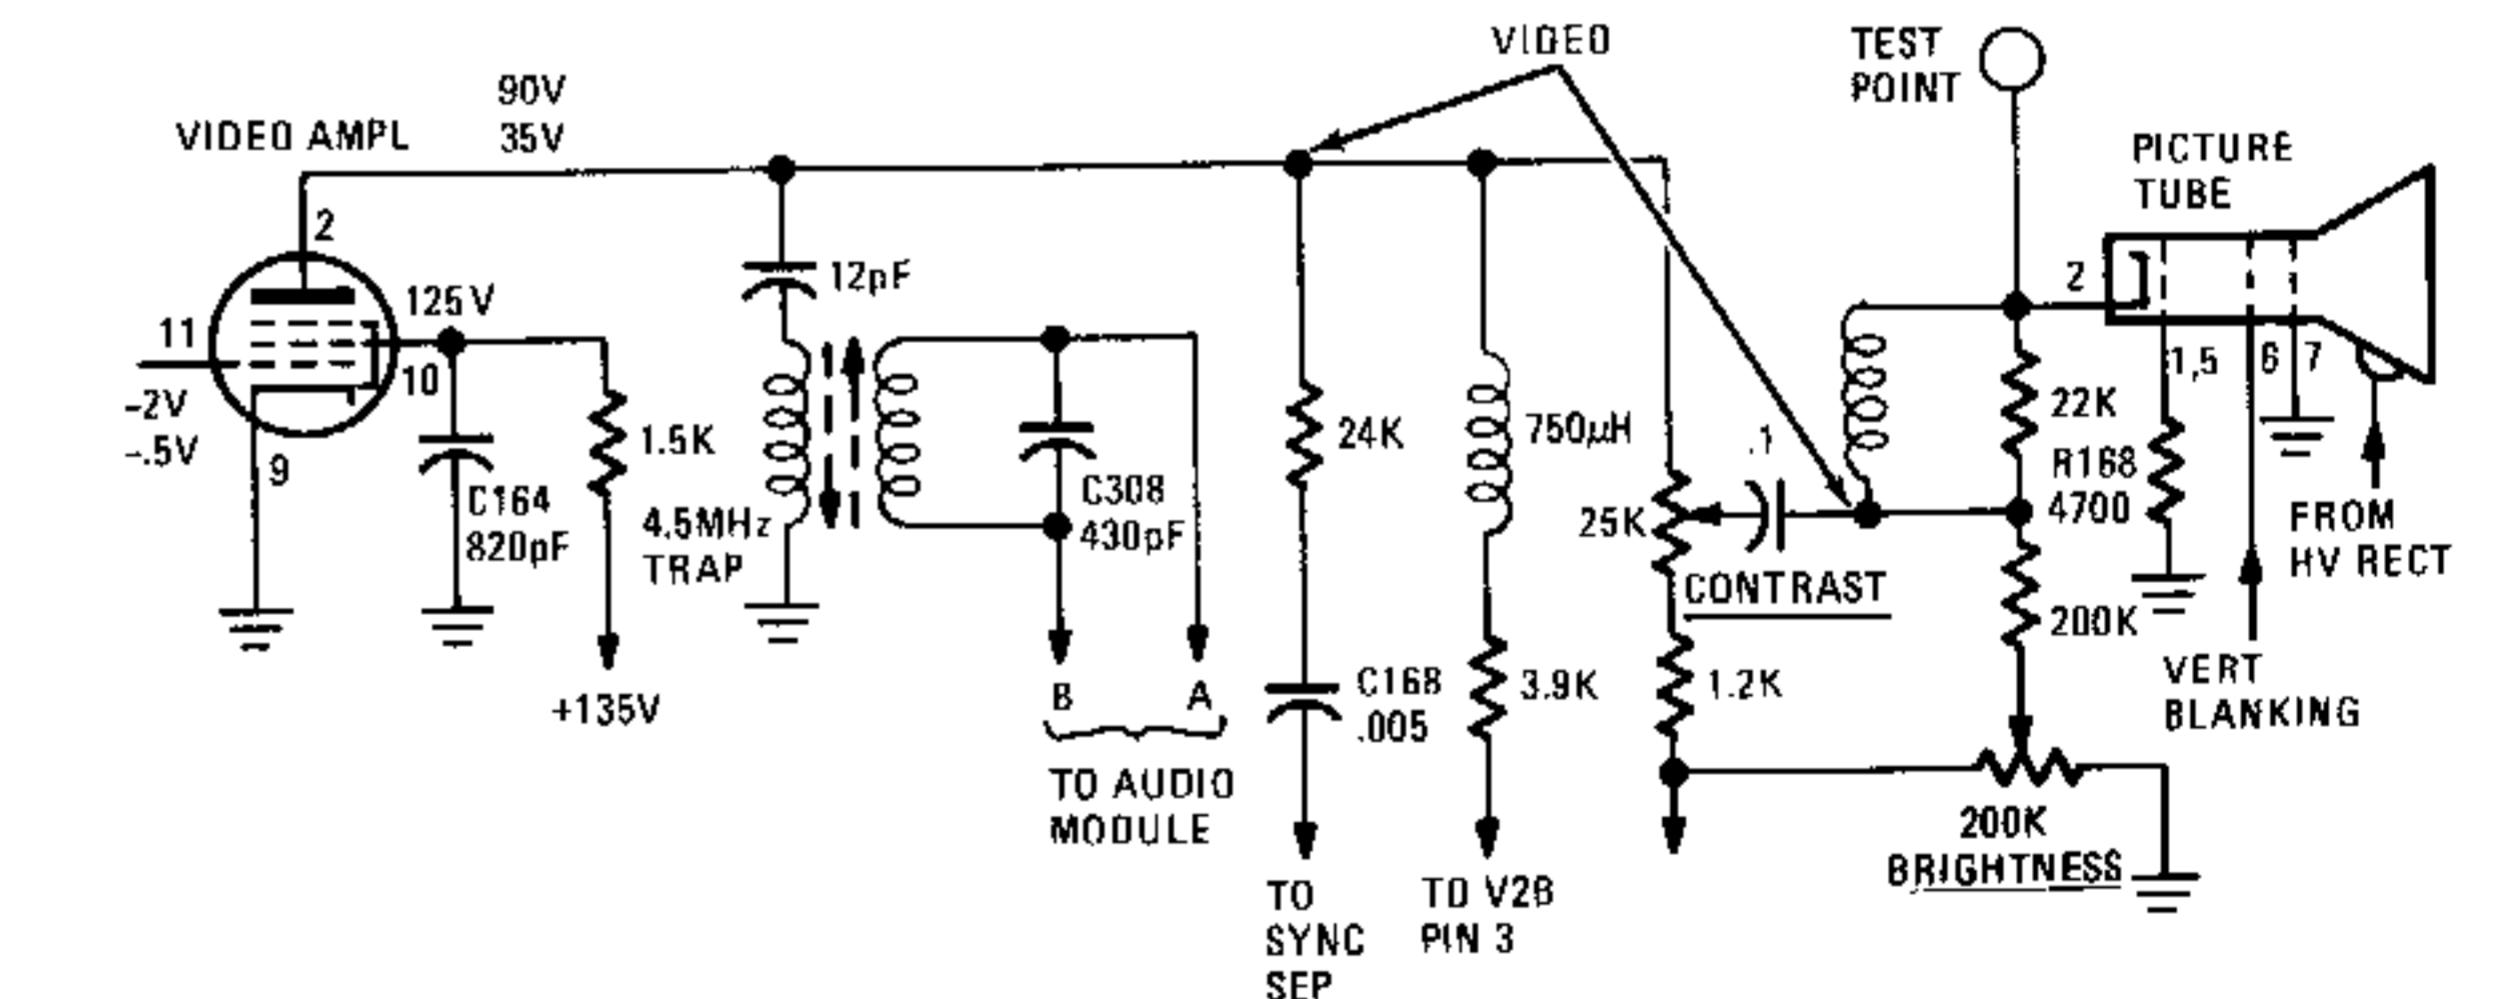 VIDEO
TEST
POINT
90V
35V
VIDEO AMPL
PICTURE
TUBE
2
12pF
2
125V
11
10
1,5
6
7
-2V
-.5V
9
1.5K
24K
750µH
.1
22K
C164
820pF
4.5MHz
TRAP
C308
430pF
25K
R168
4700
FROM
HV RECT
CONTRAST
200K
+135V
B
A
C168
.005
3.9K
1.2K
VERT
BLANKING
TO AUDIO
MODULE
200K
BRIGHTNESS
TO
SYNC
SEP
TO V2B
PIN 3